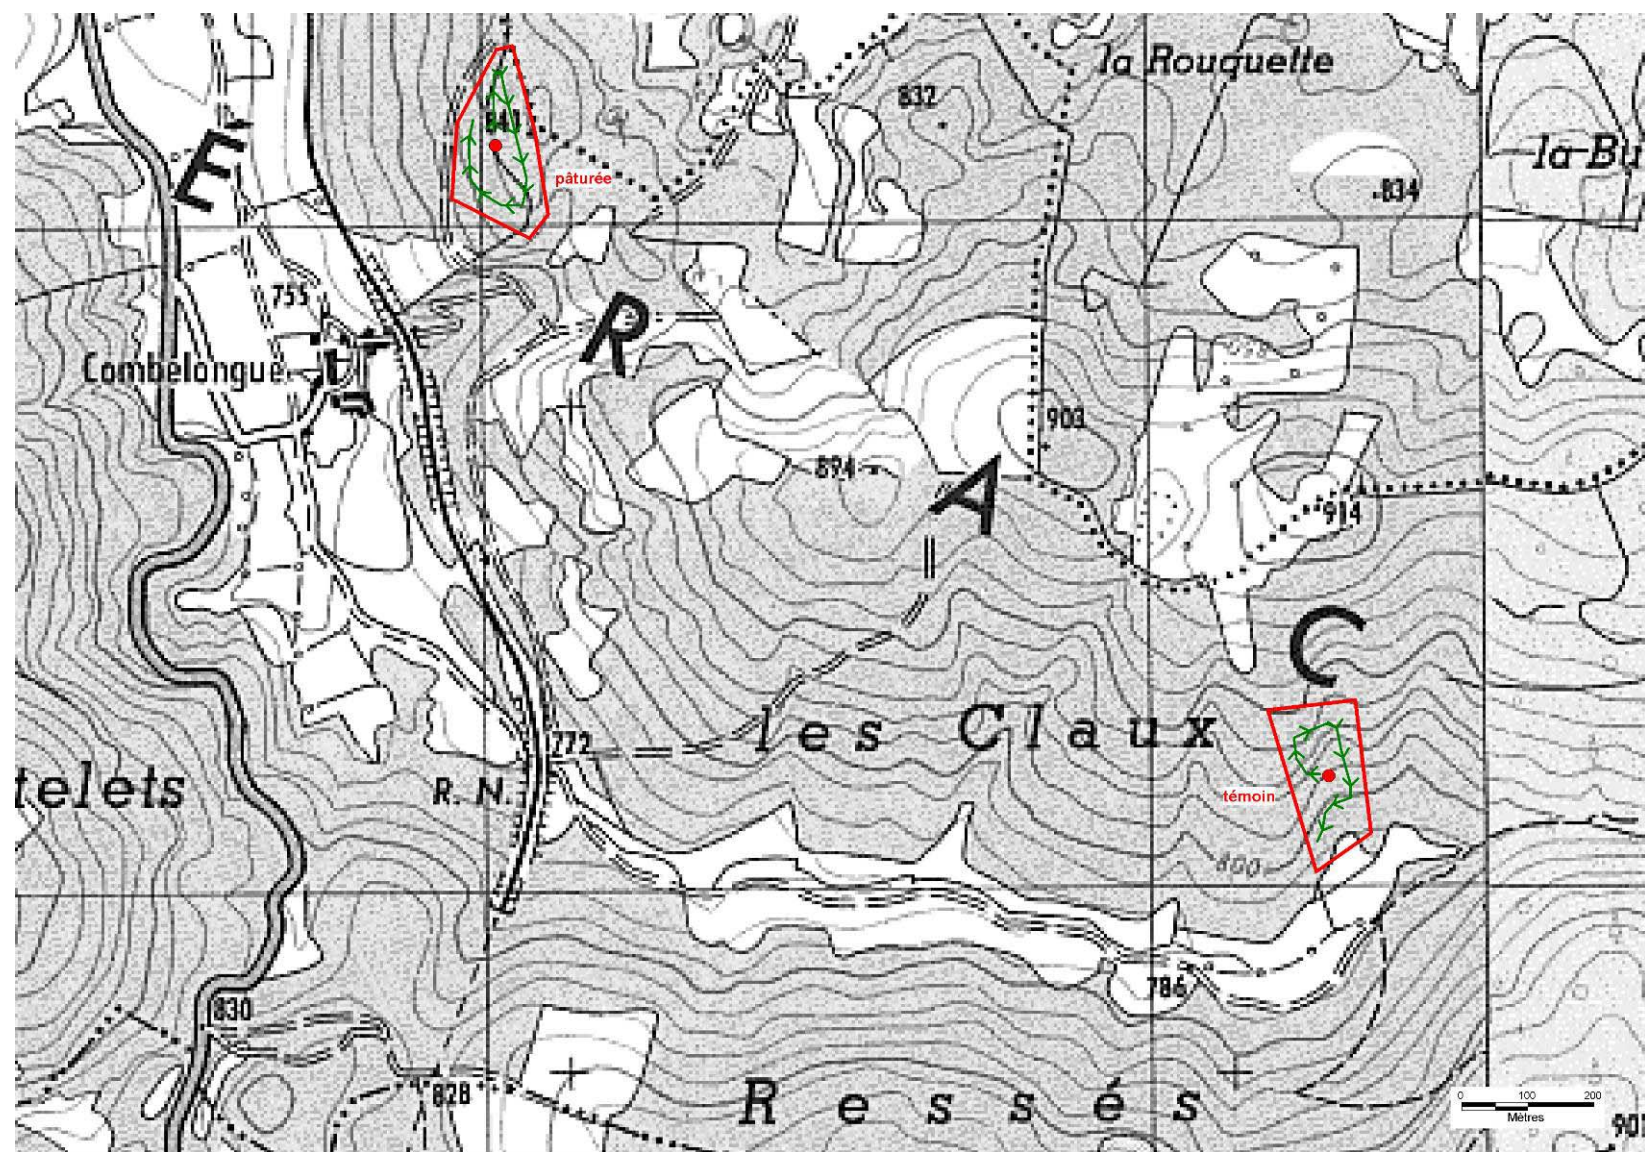 la Rouquette
832
la Bu
834
E
pâturée
755
R
Combelongue
903
894
A
914
C
les Claux
772
telets
R. N.
témoin
800
786
830
828
Ressés
0 100 200
Mètres
90